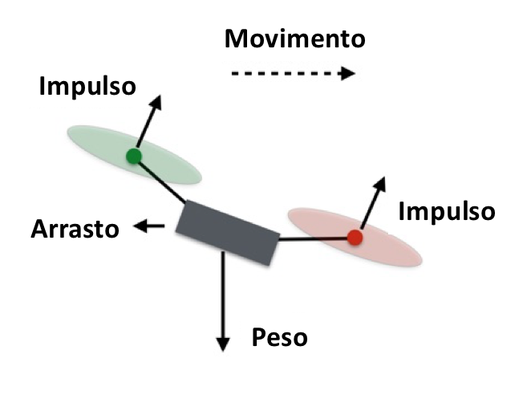 Movimento
Impulso
Impulso
Arrasto
Peso